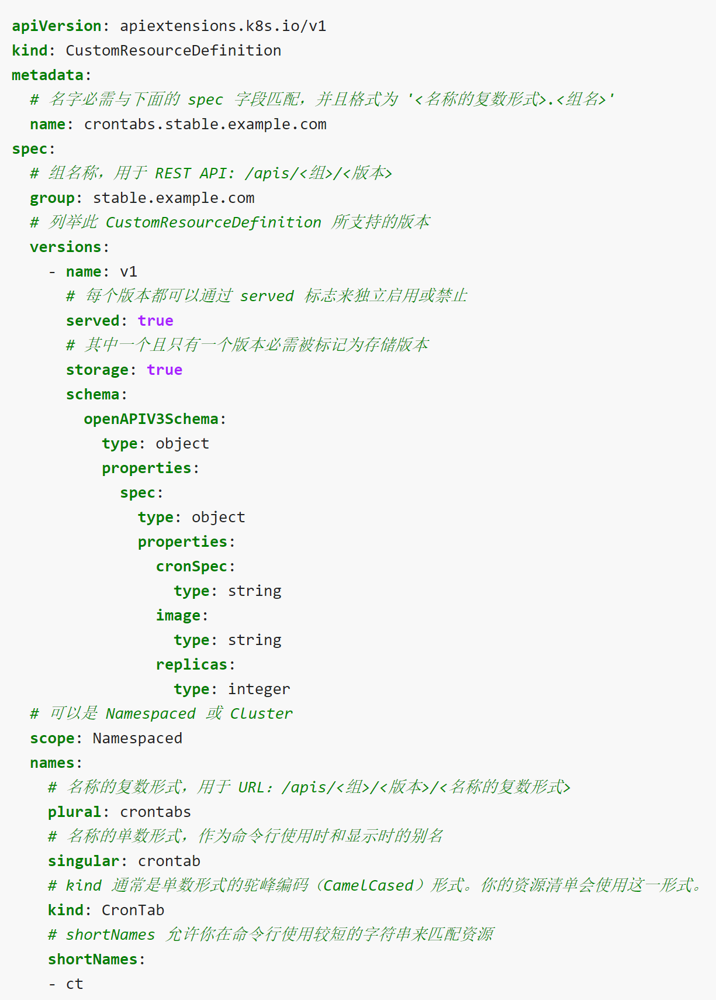 apiVersion: apiextensions.k8s.io/v1
kind: CustomResourceDefinition
metadata:
  # 名字必需与下面的 spec 字段匹配，并且格式为 '<名称的复数形式>.<组名>'
  name: crontabs.stable.example.com
spec:
  # 组名称，用于 REST API: /apis/<组>/<版本>
  group: stable.example.com
  # 列举此 CustomResourceDefinition 所支持的版本
  versions:
    - name: v1
      # 每个版本都可以通过 served 标志来独立启用或禁止
      served: true
      # 其中一个且只有一个版本必需被标记为存储版本
      storage: true
      schema:
        openAPIV3Schema:
          type: object
          properties:
            spec:
              type: object
              properties:
                cronSpec:
                  type: string
                image:
                  type: string
                replicas:
                  type: integer
  # 可以是 Namespaced 或 Cluster
  scope: Namespaced
  names:
    # 名称的复数形式，用于 URL：/apis/<组>/<版本>/<名称的复数形式>
    plural: crontabs
    # 名称的单数形式，作为命令行使用时和显示时的别名
    singular: crontab
    # kind 通常是单数形式的驼峰编码（CamelCased）形式。你的资源清单会使用这一形式。
    kind: CronTab
    # shortNames 允许你在命令行使用较短的字符串来匹配资源
    shortNames:
    - ct